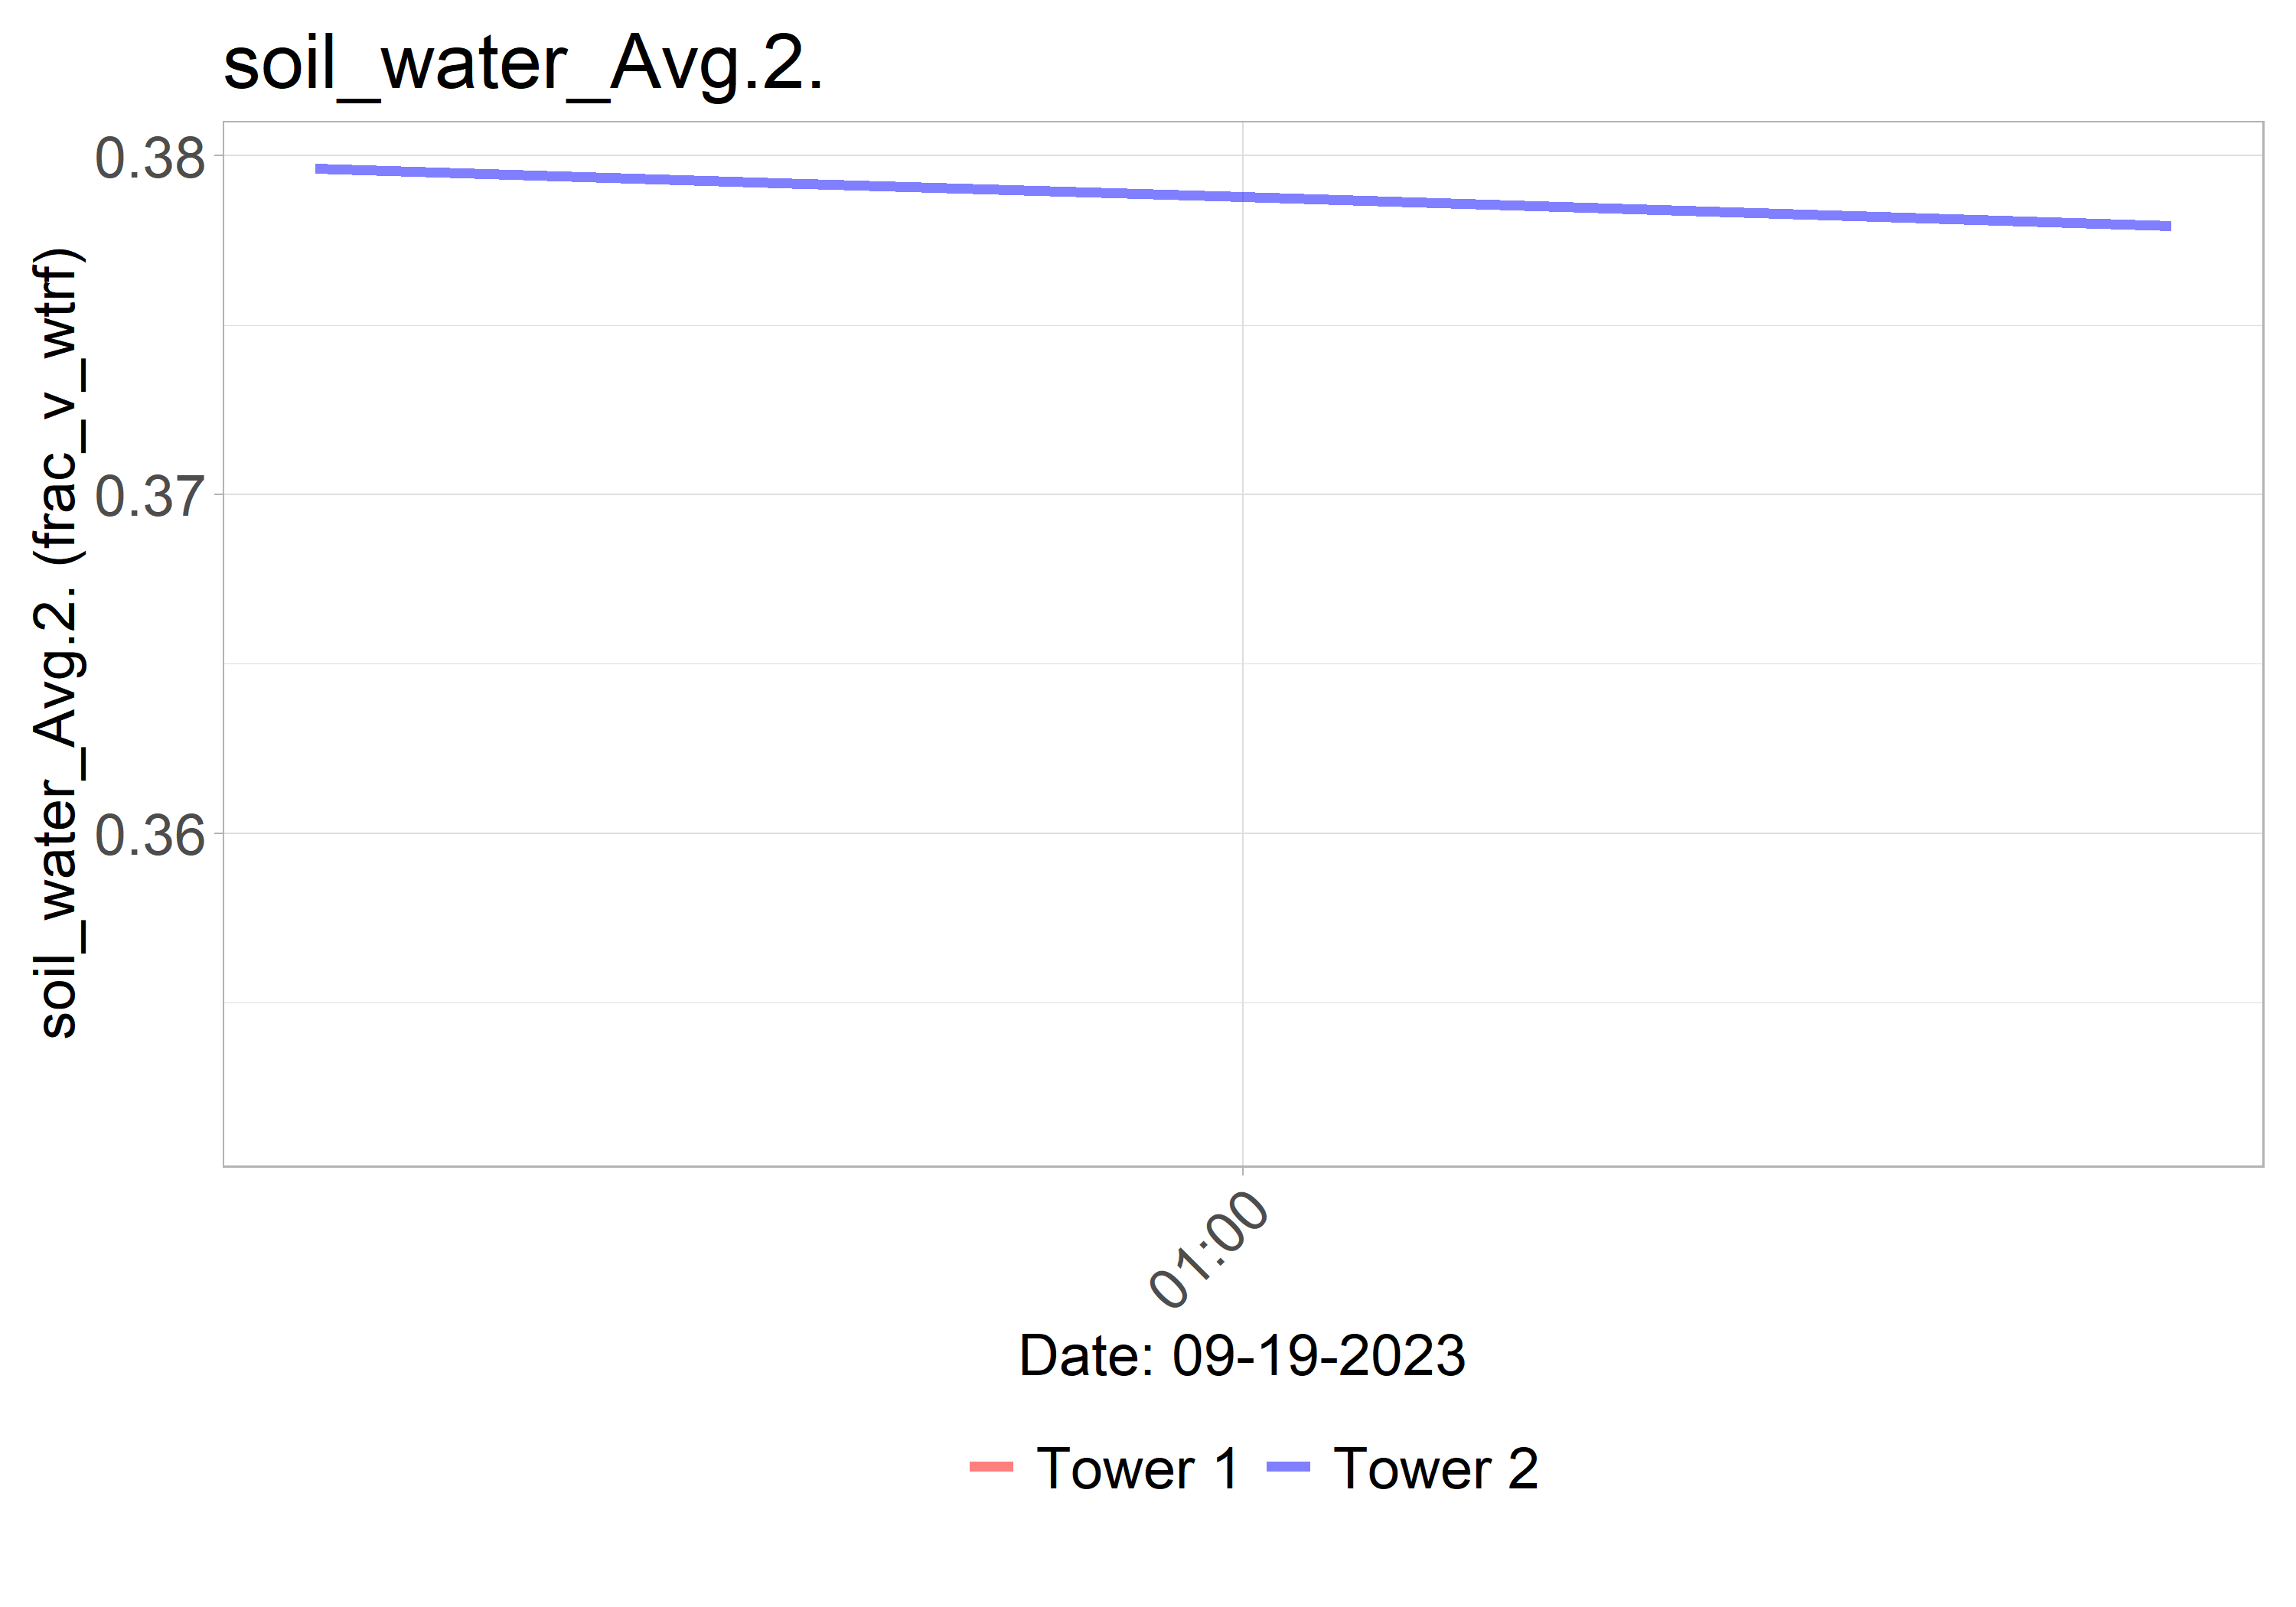 soil_water_Avg.2.
soil_water_Avg.2. (frac_v_wtrf)
0.38
0.37
0.36
01:00
Date: 09-19-2023
Tower 1
Tower 2